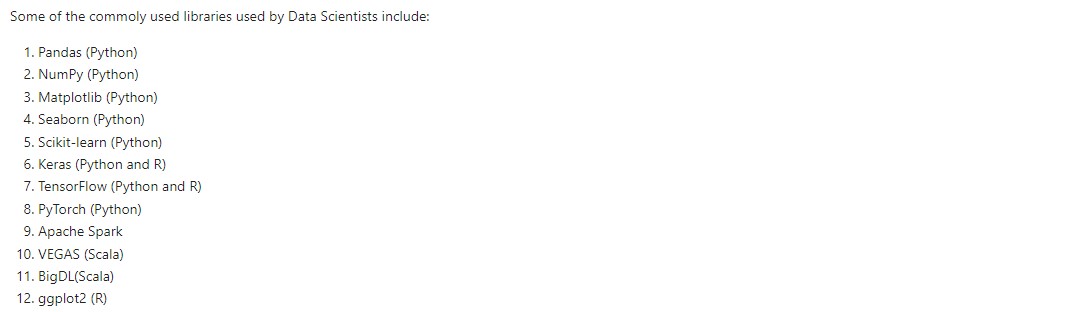 Some of the commoly used libraries used by Data Scientists include:
1. Pandas (Python)
2. NumPy (Python)
3. Matplotlib (Python)
4. Seaborn (Python)
5. Scikit-learn (Python)
6. Keras (Python and R)
7. TensorFlow (Python and R)
8. PyTorch (Python)
9. Apache Spark
10. VEGAS (Scala)
11. BigDL(Scala)
12. ggplot2 (R)